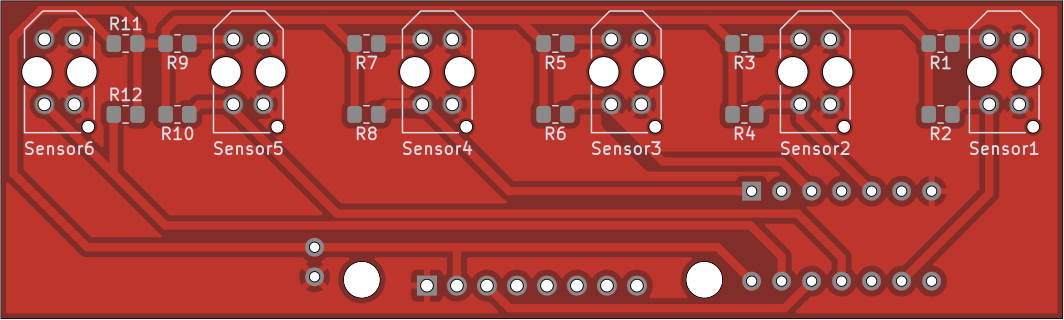 R11
R9 R7 R5 R3 R1
R12
R10 R8 R6 R4 R2
Sensor6 Sensor5 Sensor4 Sensor3 Sensor2 Sensor1